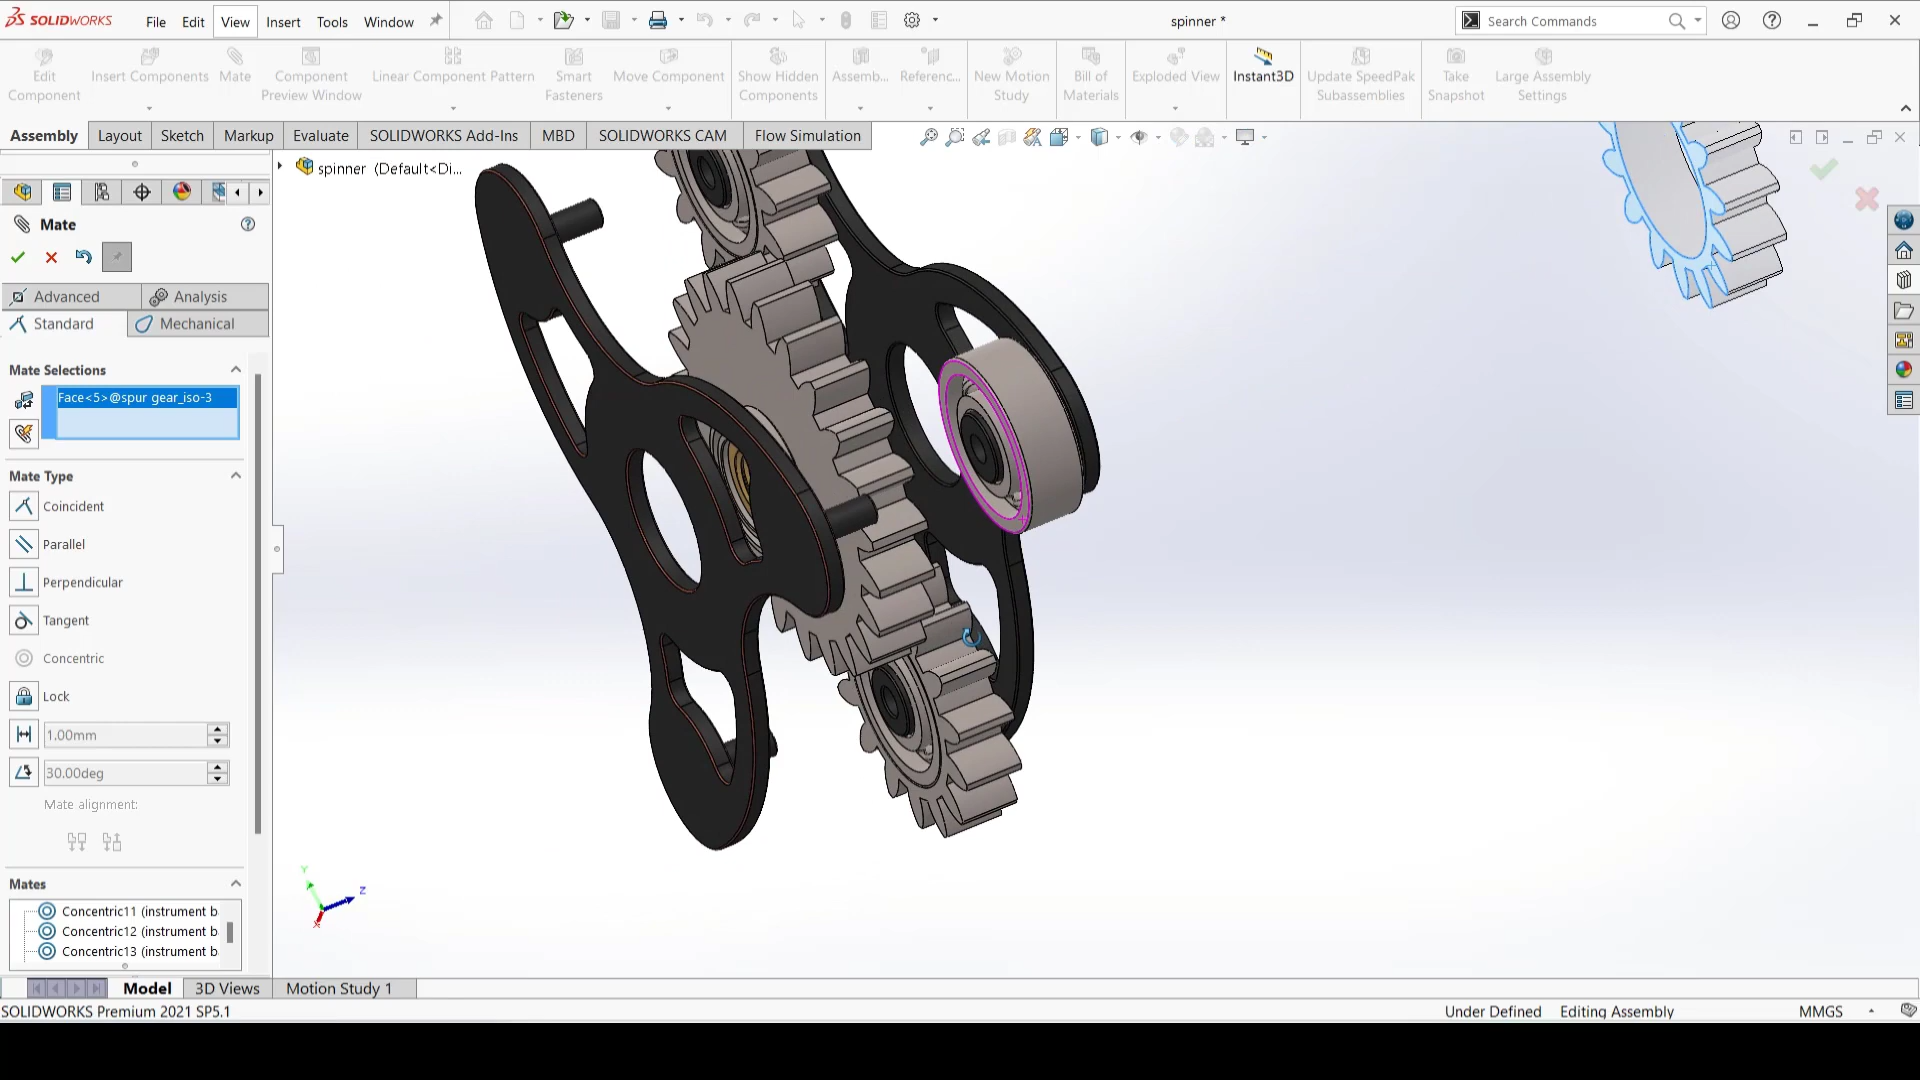 SOLIDWORKS File Edit View Insert Tools Window spinner * Search Commands
Edit Component Insert Components Mate Component Preview Window Linear Component Pattern Smart Fasteners Move Component Show Hidden Components Assemb... Referenc... New Motion Study Bill of Materials Exploded View Instant3D Update SpeedPak Subassemblies Take Snapshot Large Assembly Settings
Assembly Layout Sketch Markup Evaluate SOLIDWORKS Add-Ins MBD SOLIDWORKS CAM Flow Simulation
spinner (Default<Di...
Mate
Advanced Analysis
Standard Mechanical
Mate Selections
Face<5>@spur gear_iso-3
Mate Type
Coincident
Parallel
Perpendicular
Tangent
Concentric
Lock
1.00mm
30.00deg
Mate alignment:
Mates
Concentric11 (instrument b
Concentric12 (instrument b
Concentric13 (instrument b
Y
Z
X
Model 3D Views Motion Study 1
SOLIDWORKS Premium 2021 SP5.1 Under Defined Editing Assembly MMGS